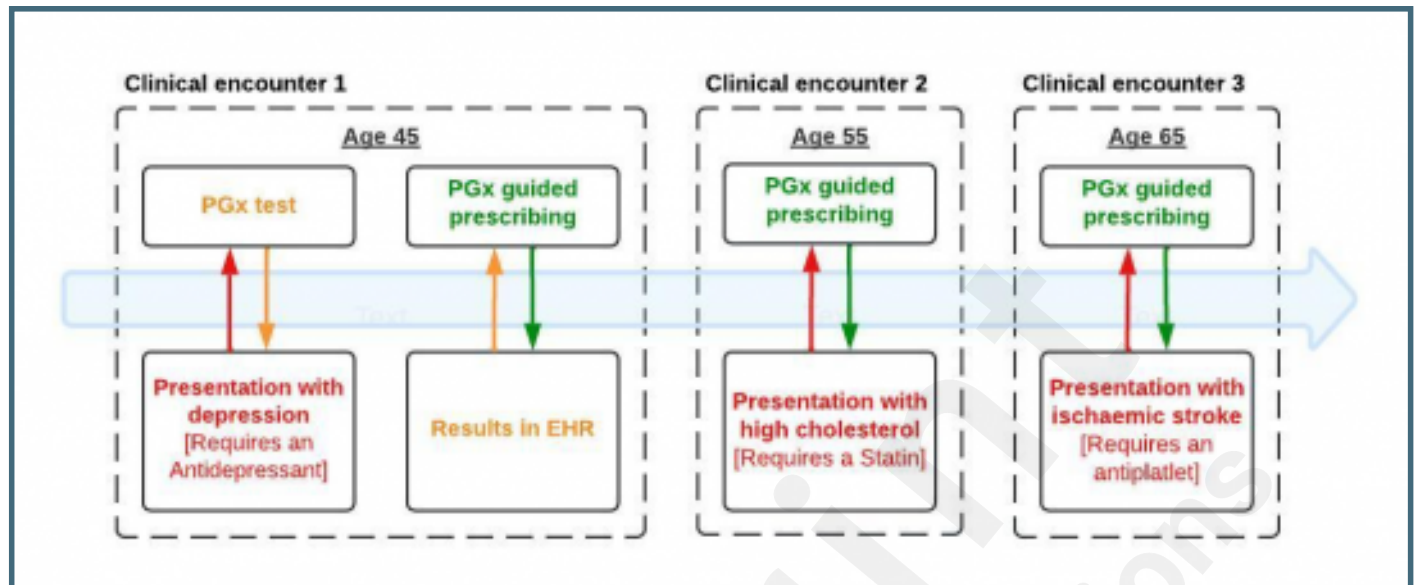 Clinical encounter 1
Age 45
PGx test
PGx guided
prescribing
Text
Presentation with
depression
[Requires an
Antidepressant]
Results in EHR
Clinical encounter 2
Age 55
PGx guided
prescribing
Presentation with
high cholesterol
[Requires a Statin]
Clinical encounter 3
Age 65
PGx guided
prescribing
Presentation with
ischaemic stroke
[Requires an
antiplatlet]